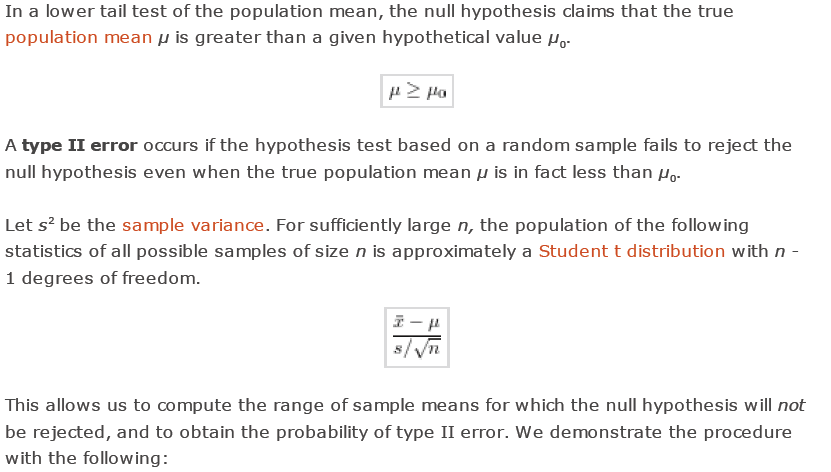 In a lower tail test of the population mean, the null hypothesis claims that the true
population mean μ is greater than a given hypothetical value μ₀.
μ ≥ μ₀
A type II error occurs if the hypothesis test based on a random sample fails to reject the
null hypothesis even when the true population mean μ is in fact less than μ₀.
Let s² be the sample variance. For sufficiently large n, the population of the following
statistics of all possible samples of size n is approximately a Student t distribution with n -
1 degrees of freedom.
x̄ − μ
s/√n
This allows us to compute the range of sample means for which the null hypothesis will not
be rejected, and to obtain the probability of type II error. We demonstrate the procedure
with the following: